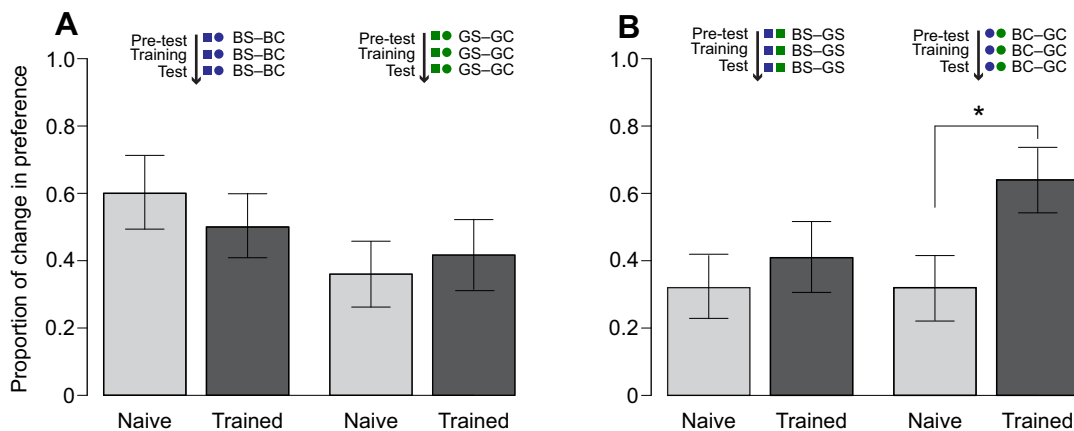 A
Pre-test BS–BC
Training BS–BC
Test BS–BC
Pre-test GS–GC
Training GS–GC
Test GS–GC
Proportion of change in preference
1.0
0.8
0.6
0.4
0.2
0
Naive Trained Naive Trained
B
Pre-test BS–GS
Training BS–GS
Test BS–GS
Pre-test BC–GC
Training BC–GC
Test BC–GC
*
1.0
0.8
0.6
0.4
0.2
0
Naive Trained Naive Trained